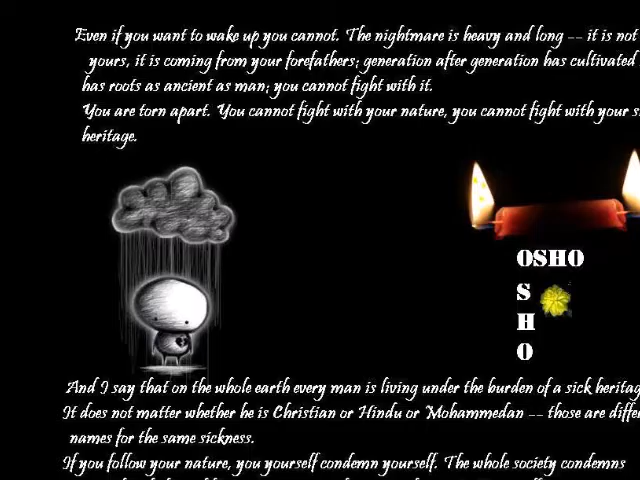 Even if you want to wake up you cannot. The nightmare is heavy and long -- it is not
yours, it is coming from your forefathers; generation after generation has cultivated
has roots as ancient as man; you cannot fight with it.
You are torn apart. You cannot fight with your nature, you cannot fight with your
heritage.
OSHO
S
H
O
And I say that on the whole earth every man is living under the burden of a sick
It does not matter whether he is Christian or Hindu or Mohammedan -- those are
names for the same sickness.
If you follow your nature, you yourself condemn yourself. The whole society condemns